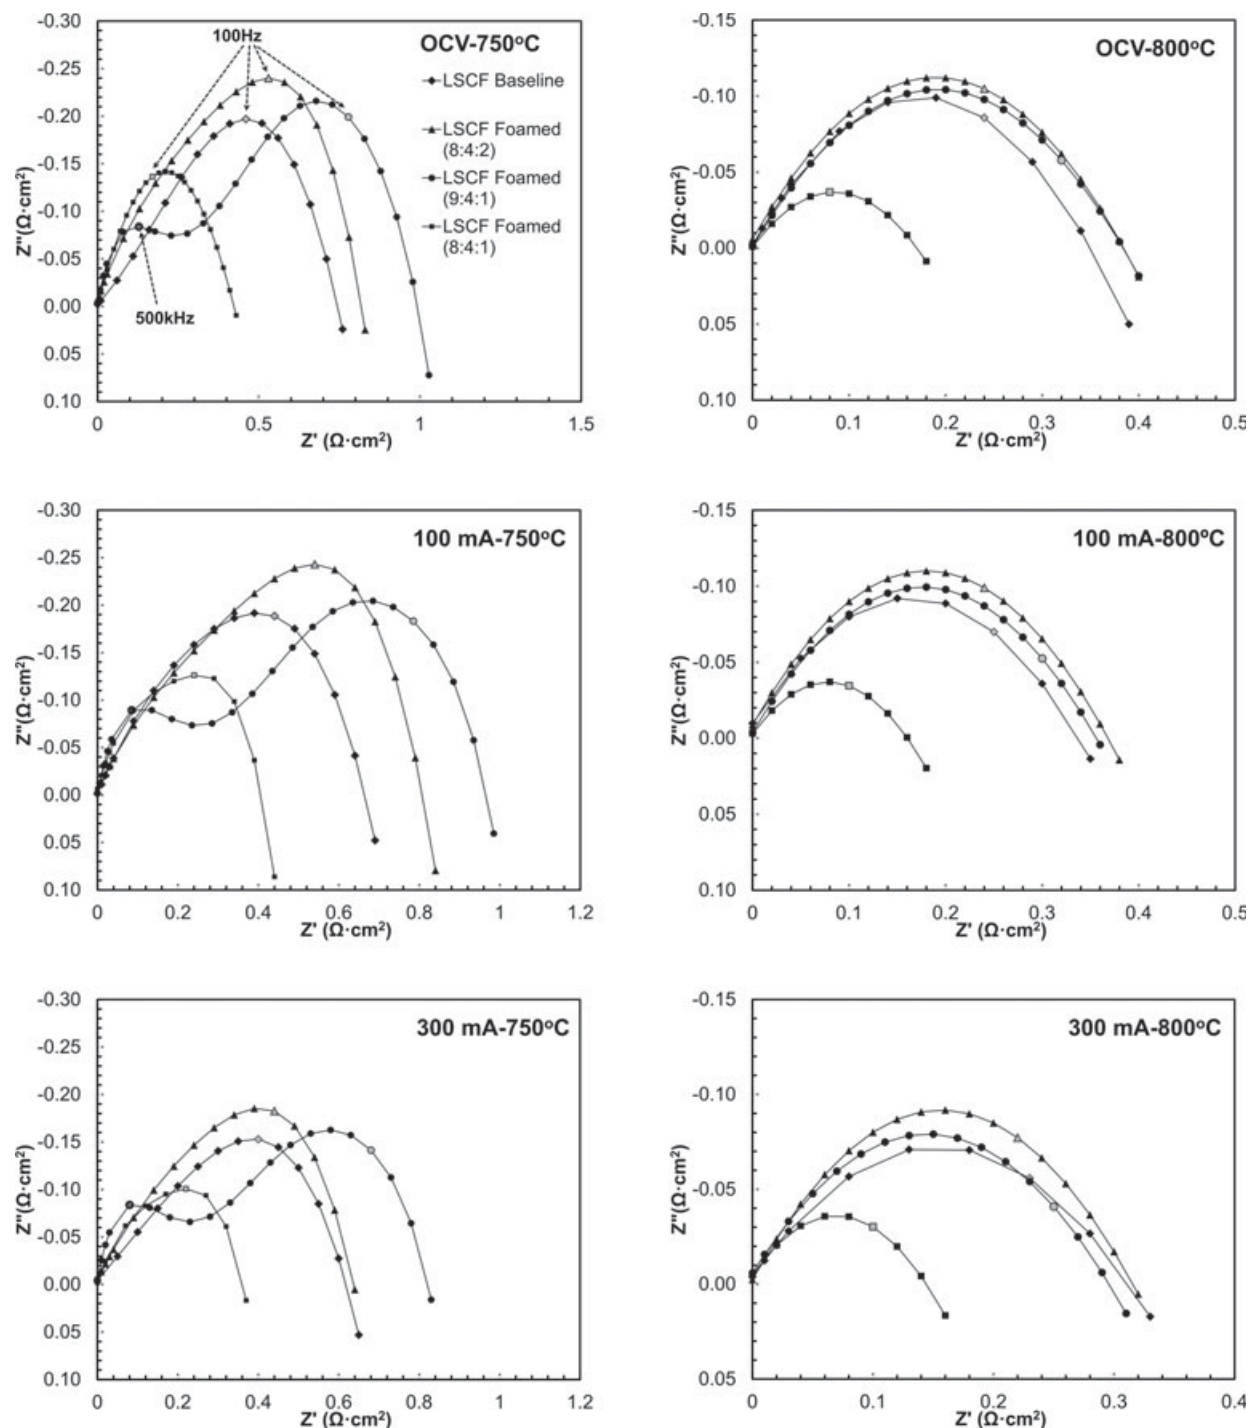 OCV-750°C
-0.30
-0.25
-0.20
-0.15
-0.10
-0.05
0.00
0.05
0.10
Z"(Ω·cm²)
100Hz
500kHz
LSCF Baseline
LSCF Foamed
(8:4:2)
LSCF Foamed
(9:4:1)
LSCF Foamed
(8:4:1)
0 0.5 1 1.5
Z' (Ω·cm²)
OCV-800°C
-0.15
-0.10
-0.05
0.00
0.05
0.10
Z"(Ω·cm²)
0 0.1 0.2 0.3 0.4 0.5
Z' (Ω·cm²)
100 mA-750°C
-0.30
-0.25
-0.20
-0.15
-0.10
-0.05
0.00
0.05
0.10
Z"(Ω·cm²)
0 0.2 0.4 0.6 0.8 1 1.2
Z' (Ω·cm²)
100 mA-800°C
-0.15
-0.10
-0.05
0.00
0.05
0.10
Z"(Ω·cm²)
0 0.1 0.2 0.3 0.4 0.5
Z' (Ω·cm²)
300 mA-750°C
-0.30
-0.25
-0.20
-0.15
-0.10
-0.05
0.00
0.05
0.10
Z"(Ω·cm²)
0 0.2 0.4 0.6 0.8 1 1.2
Z' (Ω·cm²)
300 mA-800°C
-0.15
-0.10
-0.05
0.00
0.05
Z"(Ω·cm²)
0 0.1 0.2 0.3 0.4
Z' (Ω·cm²)